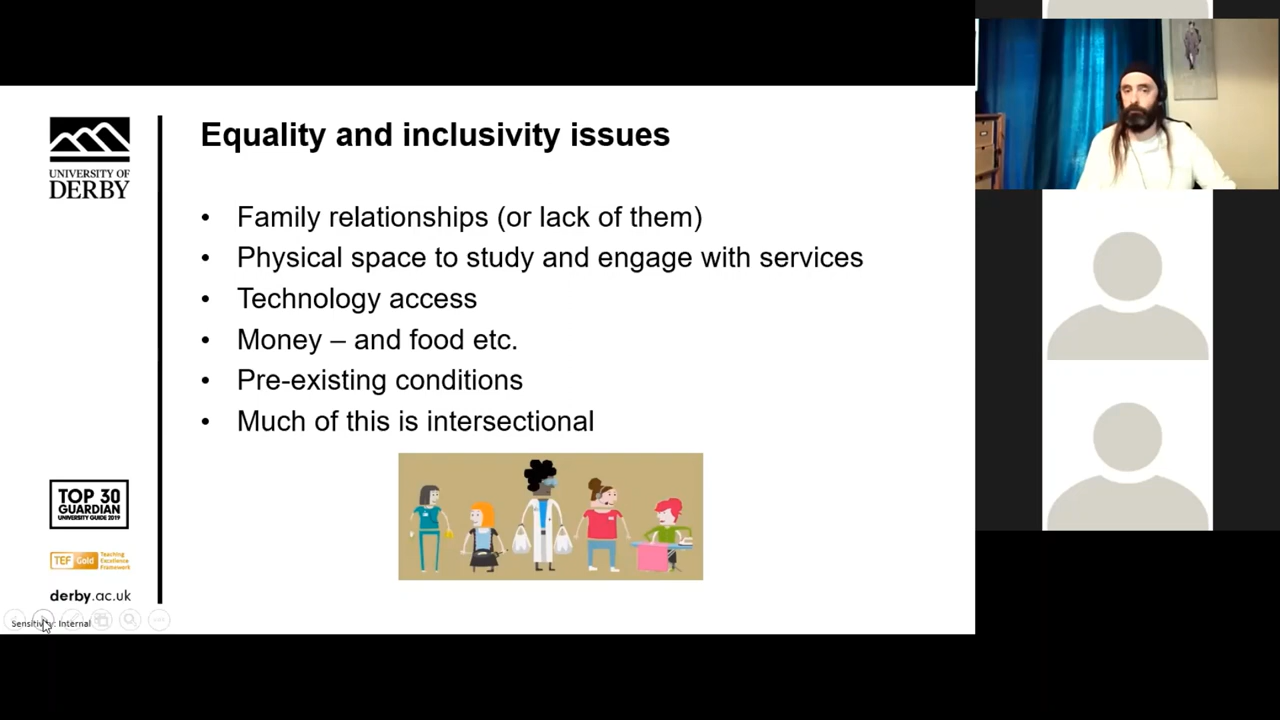 UNIVERSITY OF
DERBY
Equality and inclusivity issues
• Family relationships (or lack of them)
• Physical space to study and engage with services
• Technology access
• Money – and food etc.
• Pre-existing conditions
• Much of this is intersectional
TOP 30
GUARDIAN
UNIVERSITY GUIDE 2019
TEF Gold
Teaching
Excellence
Framework
derby.ac.uk
Sensitivity: Internal